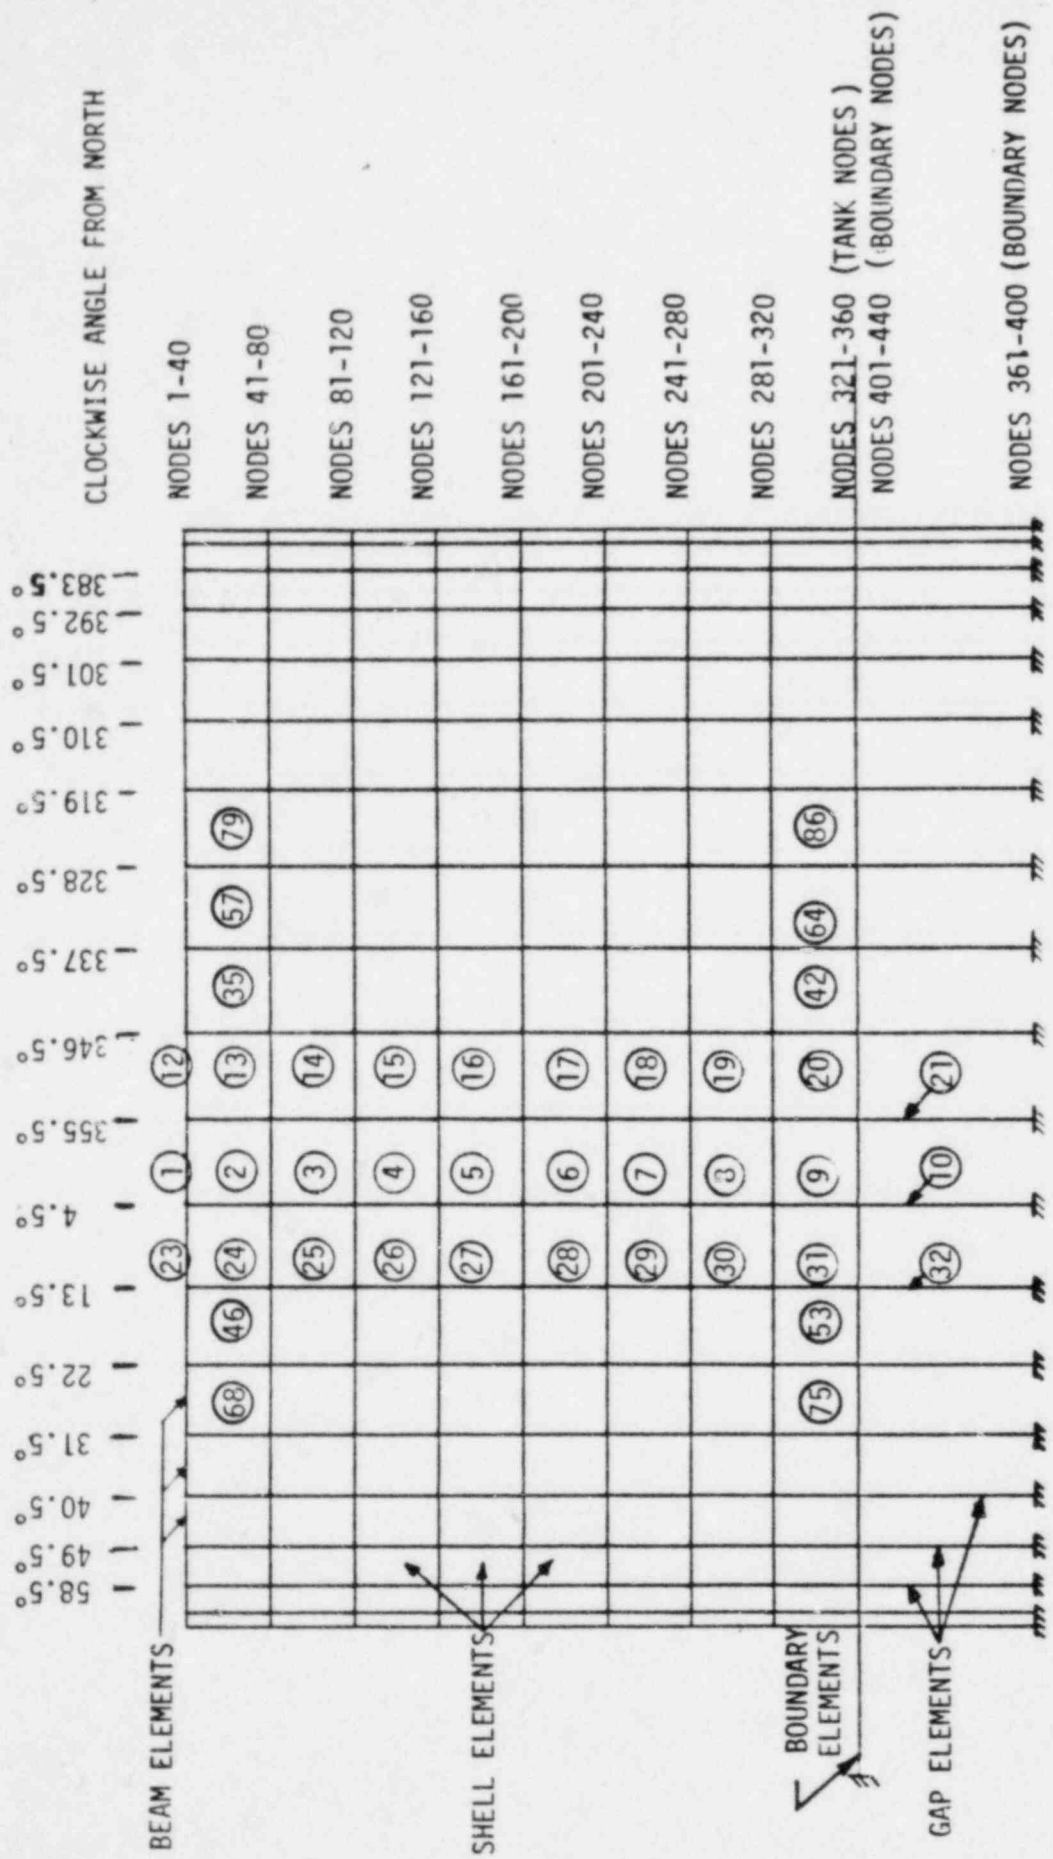 CLOCKWISE ANGLE FROM NORTH
58.5°
49.5°
40.5°
31.5°
22.5°
13.5°
4.5°
355.5°
346.5°
337.5°
328.5°
319.5°
310.5°
301.5°
392.5°
383.5°
BEAM ELEMENTS
23 1 12
NODES 1-40
68 46 24 2 13 35 57 79
NODES 41-80
25 3 14
NODES 81-120
26 4 15
NODES 121-160
SHELL ELEMENTS
27 5 16
NODES 161-200
28 6 17
NODES 201-240
29 7 18
NODES 241-280
30 8 19
NODES 281-320
BOUNDARY
ELEMENTS
75 53 31 9 20 42 64 86
NODES 321-360 (TANK NODES)
NODES 401-440 (BOUNDARY NODES)
GAP ELEMENTS
32 10 21
NODES 361-400 (BOUNDARY NODES)